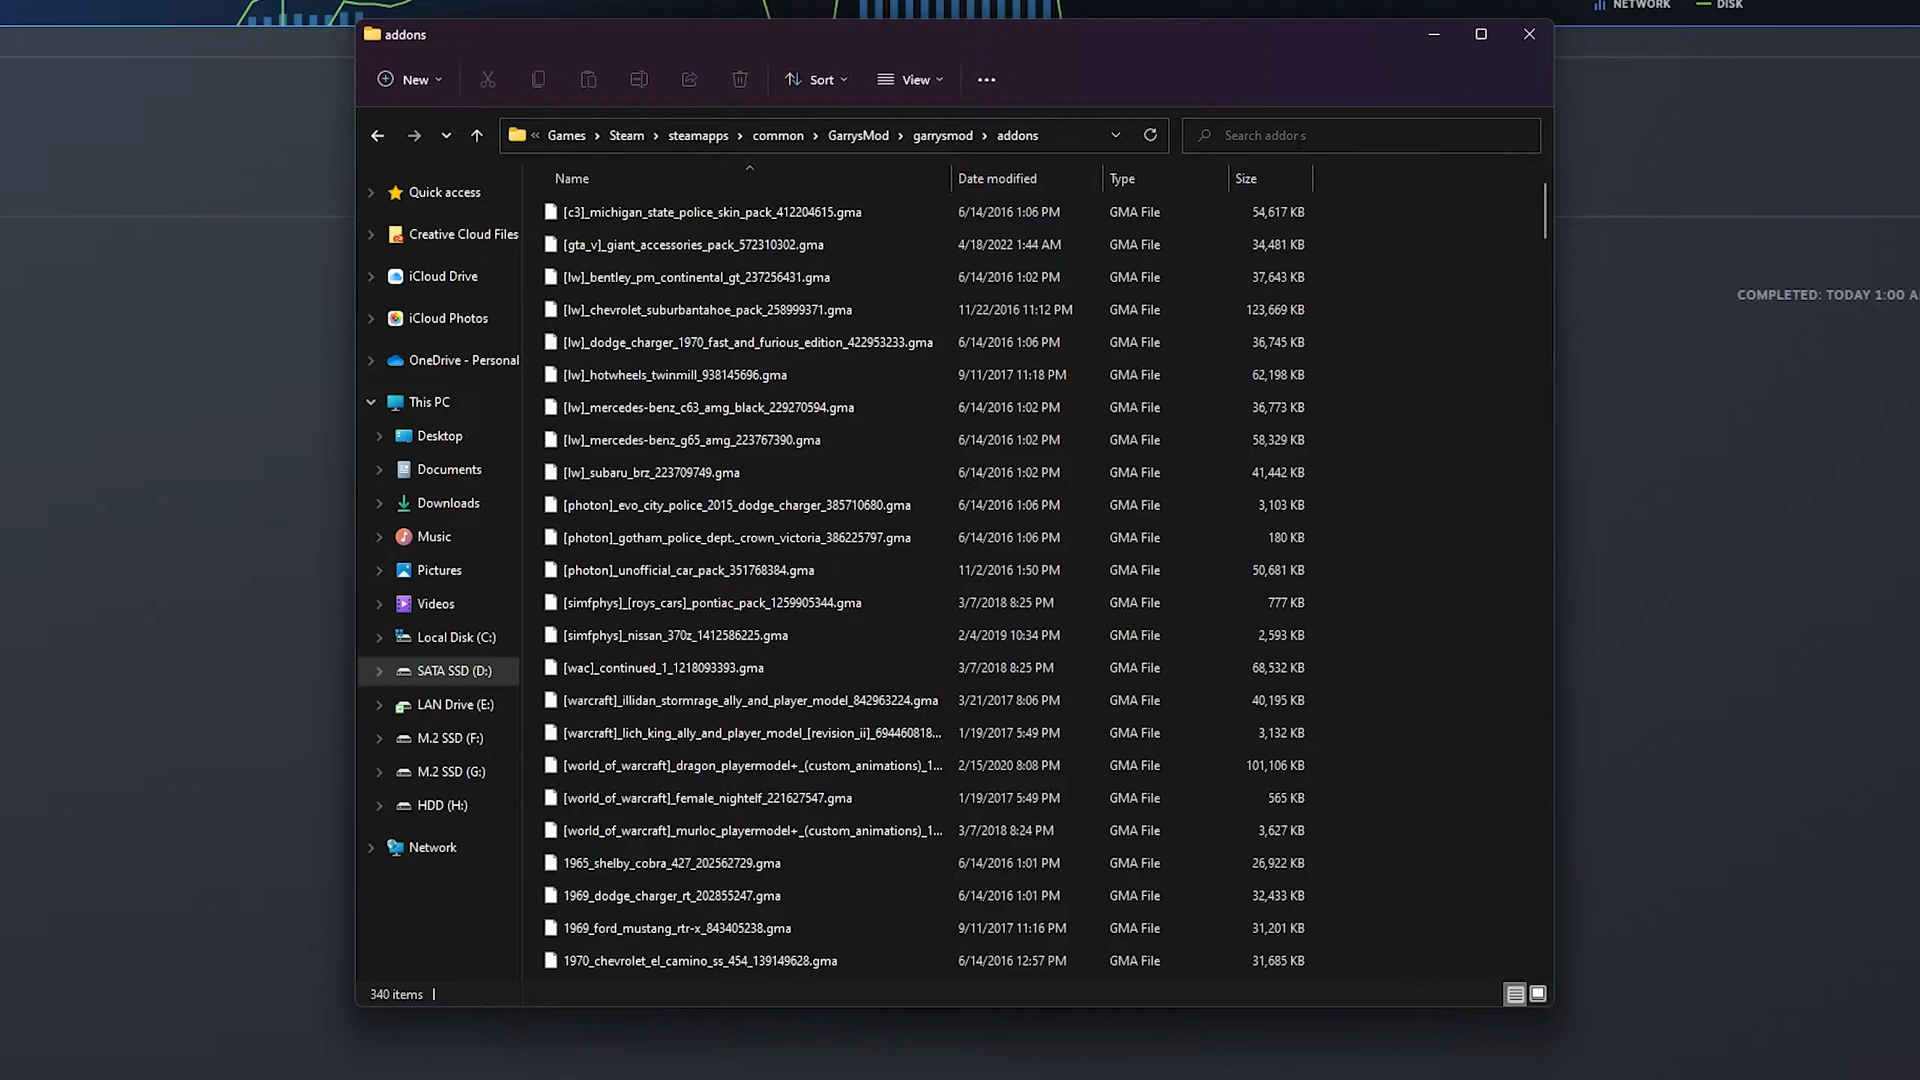 NETWORK DISK
addons
New Sort View
« Games > Steam > steamapps > common > GarrysMod > garrysmod > addons
Search addons
Name Date modified Type Size
Quick access
Creative Cloud Files
iCloud Drive
iCloud Photos
OneDrive - Personal
This PC
Desktop
Documents
Downloads
Music
Pictures
Videos
Local Disk (C:)
SATA SSD (D:)
LAN Drive (E:)
M.2 SSD (F:)
M.2 SSD (G:)
HDD (H:)
Network
[c3]_michigan_state_police_skin_pack_412204615.gma 6/14/2016 1:06 PM GMA File 54,617 KB
[gta_v]_giant_accessories_pack_572310302.gma 4/18/2022 1:44 AM GMA File 34,481 KB
[lw]_bentley_pm_continental_gt_237256431.gma 6/14/2016 1:02 PM GMA File 37,643 KB
[lw]_chevrolet_suburbantahoe_pack_258999371.gma 11/22/2016 11:12 PM GMA File 123,669 KB
[lw]_dodge_charger_1970_fast_and_furious_edition_422953233.gma 6/14/2016 1:06 PM GMA File 36,745 KB
[lw]_hotwheels_twinmill_938145696.gma 9/11/2017 11:18 PM GMA File 62,198 KB
[lw]_mercedes-benz_c63_amg_black_229270594.gma 6/14/2016 1:02 PM GMA File 36,773 KB
[lw]_mercedes-benz_g65_amg_223767390.gma 6/14/2016 1:02 PM GMA File 58,329 KB
[lw]_subaru_brz_223709749.gma 6/14/2016 1:02 PM GMA File 41,442 KB
[photon]_evo_city_police_2015_dodge_charger_385710680.gma 6/14/2016 1:06 PM GMA File 3,103 KB
[photon]_gotham_police_dept._crown_victoria_386225797.gma 6/14/2016 1:06 PM GMA File 180 KB
[photon]_unofficial_car_pack_351768384.gma 11/2/2016 1:50 PM GMA File 50,681 KB
[simfphys]_[roys_cars]_pontiac_pack_1259905344.gma 3/7/2018 8:25 PM GMA File 777 KB
[simfphys]_nissan_370z_1412586225.gma 2/4/2019 10:34 PM GMA File 2,593 KB
[wac]_continued_1_1218093393.gma 3/7/2018 8:25 PM GMA File 68,532 KB
[warcraft]_illidan_stormrage_ally_and_player_model_842963224.gma 3/21/2017 8:06 PM GMA File 40,195 KB
[warcraft]_lich_king_ally_and_player_model_[revision_ii]_694460818... 1/19/2017 5:49 PM GMA File 3,132 KB
[world_of_warcraft]_dragon_playermodel+_(custom_animations)_1... 2/15/2020 8:08 PM GMA File 101,106 KB
[world_of_warcraft]_female_nightelf_221627547.gma 1/19/2017 5:49 PM GMA File 565 KB
[world_of_warcraft]_murloc_playermodel+_(custom_animations)_1... 3/7/2018 8:24 PM GMA File 3,627 KB
1965_shelby_cobra_427_202562729.gma 6/14/2016 1:01 PM GMA File 26,922 KB
1969_dodge_charger_rt_202855247.gma 6/14/2016 1:01 PM GMA File 32,433 KB
1969_ford_mustang_rtr-x_843405238.gma 9/11/2017 11:16 PM GMA File 31,201 KB
1970_chevrolet_el_camino_ss_454_139149628.gma 6/14/2016 12:57 PM GMA File 31,685 KB
COMPLETED: TODAY 1:00 A
340 items